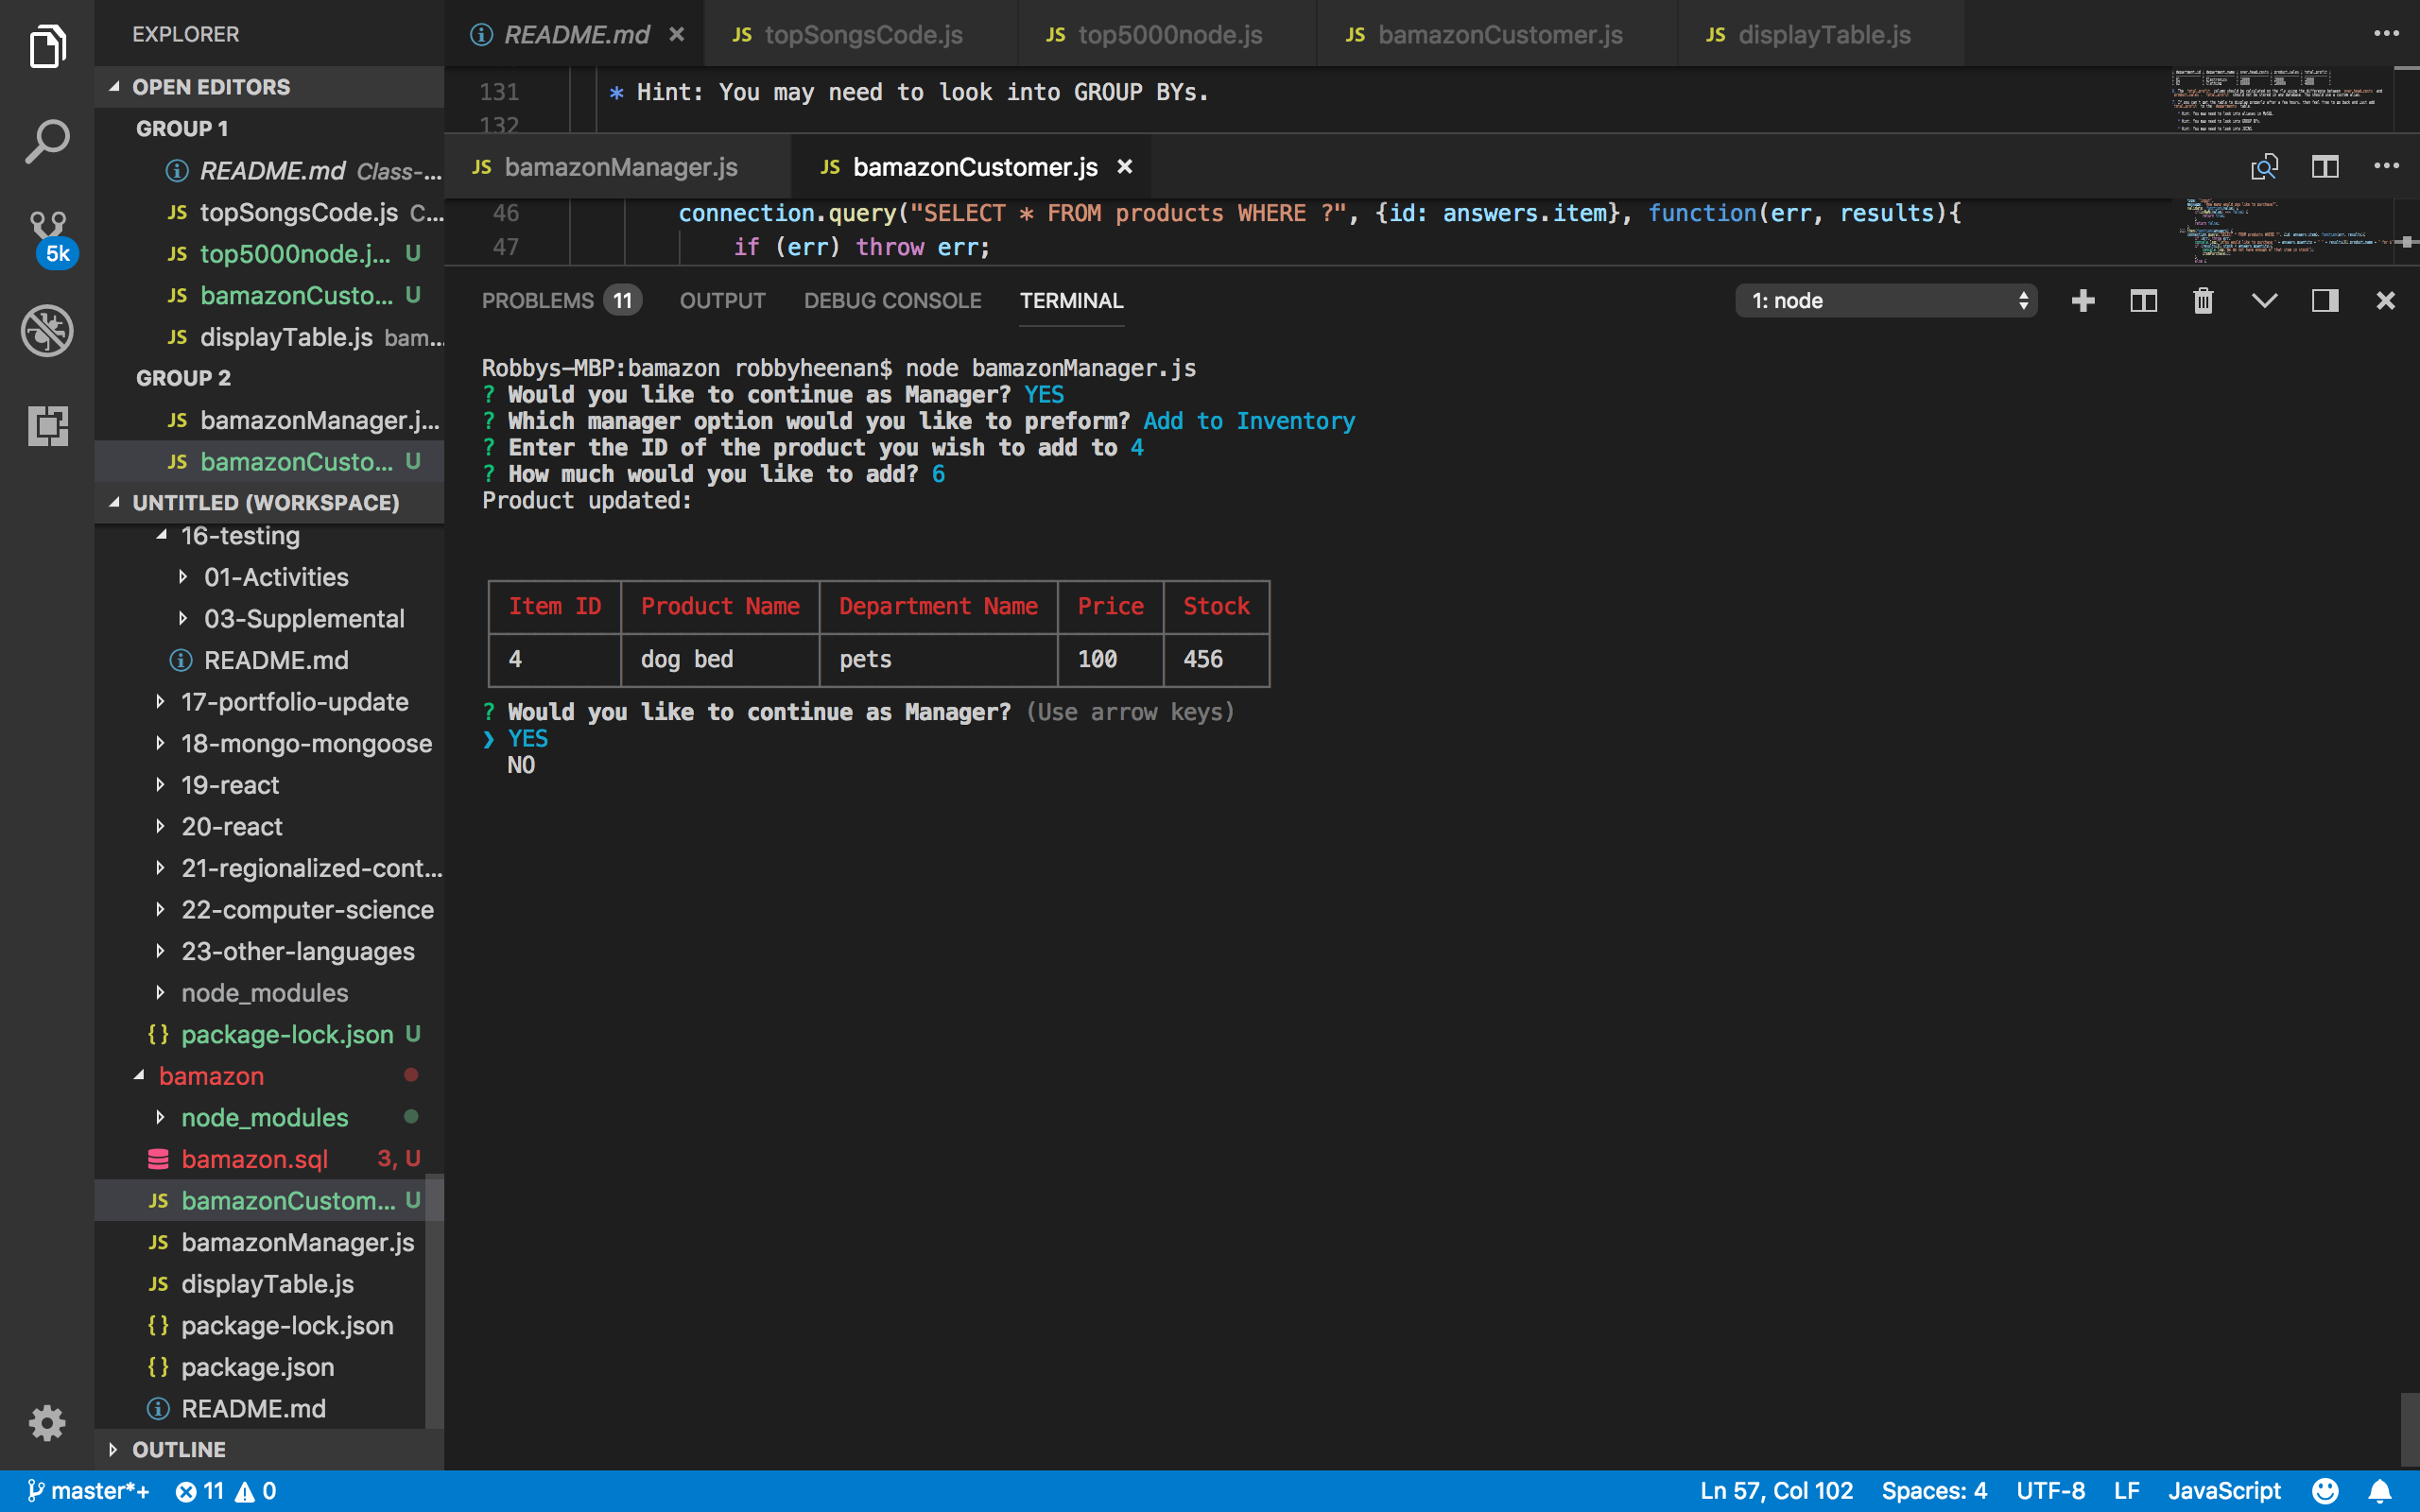 EXPLORER
OPEN EDITORS
GROUP 1
README.md Class-...
JS topSongsCode.js C...
JS top5000node.j... U
JS bamazonCusto... U
JS displayTable.js bam...
GROUP 2
JS bamazonManager.j...
JS bamazonCusto... U
UNTITLED (WORKSPACE)
16-testing
01-Activities
03-Supplemental
README.md
17-portfolio-update
18-mongo-mongoose
19-react
20-react
21-regionalized-cont...
22-computer-science
23-other-languages
node_modules
{} package-lock.json U
bamazon
node_modules
bamazon.sql 3, U
JS bamazonCustom... U
JS bamazonManager.js
JS displayTable.js
{} package-lock.json
{} package.json
README.md
OUTLINE
5k
README.md × JS topSongsCode.js JS top5000node.js JS bamazonCustomer.js JS displayTable.js ...
131 * Hint: You may need to look into GROUP BYs.
132
JS bamazonManager.js JS bamazonCustomer.js × ...
46 connection.query("SELECT * FROM products WHERE ?", {id: answers.item}, function(err, results){
47 if (err) throw err;
PROBLEMS 11 OUTPUT DEBUG CONSOLE TERMINAL 1: node
Robbys-MBP:bamazon robbyheenan$ node bamazonManager.js
? Would you like to continue as Manager? YES
? Which manager option would you like to preform? Add to Inventory
? Enter the ID of the product you wish to add to 4
? How much would you like to add? 6
Product updated:
Item ID Product Name Department Name Price Stock
4 dog bed pets 100 456
? Would you like to continue as Manager? (Use arrow keys)
❯ YES
NO
master*+ 11 0 Ln 57, Col 102 Spaces: 4 UTF-8 LF JavaScript